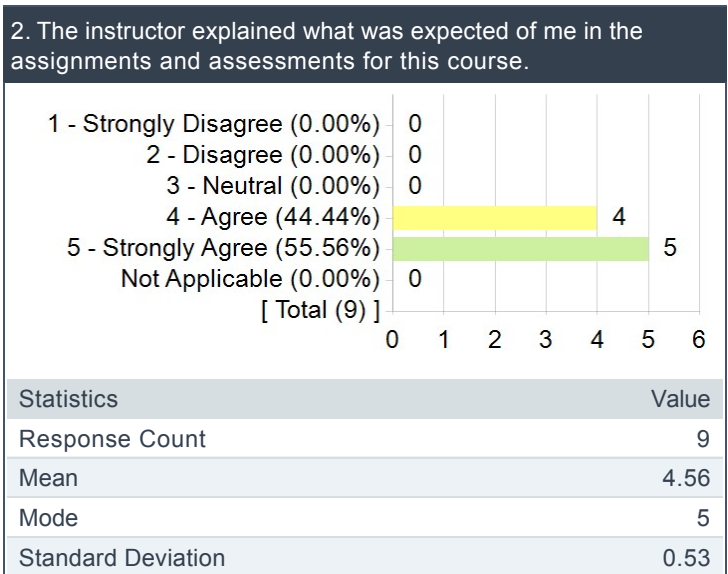 2. The instructor explained what was expected of me in the
assignments and assessments for this course.
1 - Strongly Disagree (0.00%) 0
2 - Disagree (0.00%) 0
3 - Neutral (0.00%) 0
4 - Agree (44.44%) 4
5 - Strongly Agree (55.56%) 5
Not Applicable (0.00%) 0
[ Total (9) ]
0 1 2 3 4 5 6
Statistics Value
Response Count 9
Mean 4.56
Mode 5
Standard Deviation 0.53